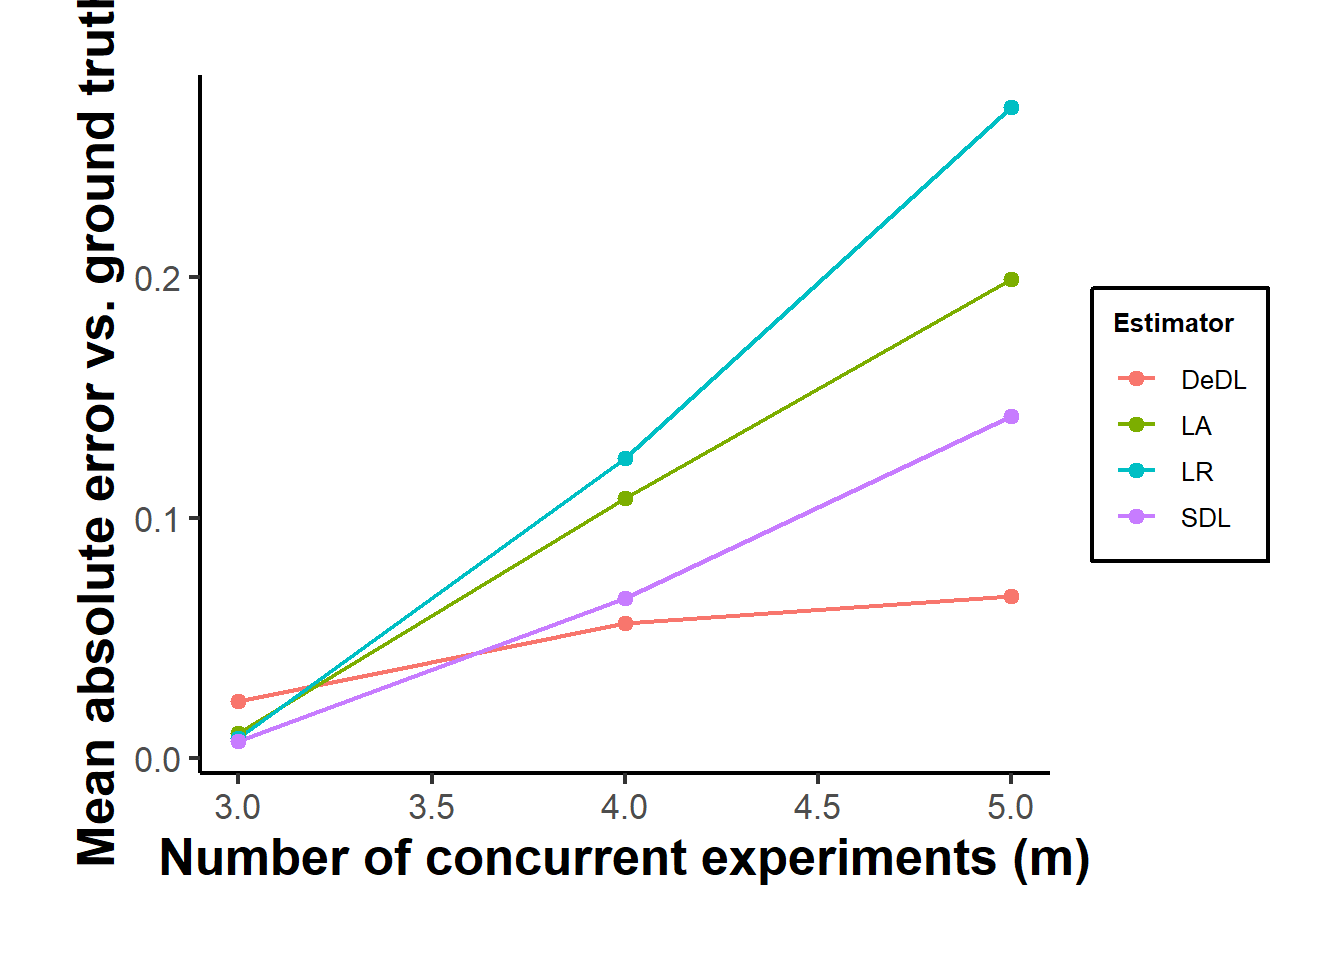 Mean absolute error vs. ground truth
0.2
0.1
0.0
3.0 3.5 4.0 4.5 5.0
Number of concurrent experiments (m)
Estimator
DeDL
LA
LR
SDL